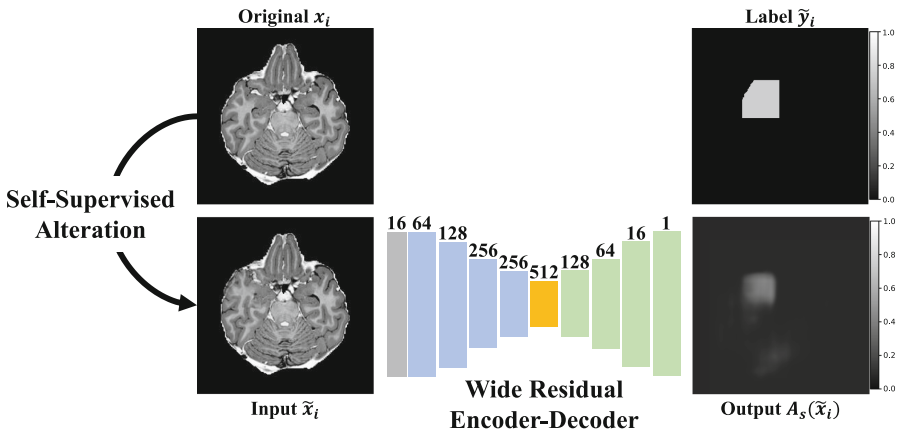 Original xᵢ
Label ỹᵢ
1.0
0.8
0.6
0.4
0.2
0.0
Self-Supervised
Alteration
16 64 128 256 256 512 128 64 16 1
1.0
0.8
0.6
0.4
0.2
0.0
Wide Residual
Encoder-Decoder
Input x̃ᵢ
Output Aₛ(x̃ᵢ)